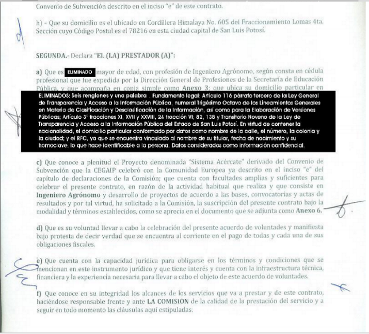 Convenio de Subvención descrito en el inciso e) de este contrato.
b) - Que su domicilio es el ubicado en Cordillera Himalaya No. 605 del Fraccionamiento Lomas 4ta.
Sección cuyo Código Postal es el 78216 en esta ciudad de San Luis Potosí.
SEGUNDA.- Declara "EL (LA) PRESTADOR (A)":
a) Que es ELIMINADO mayor de edad, con profesión de Ingeniero Agrónomo, según consta en cédula
profesional que fue expedida por la Dirección General de Profesiones de la Secretaría de Educación
Pública, y que acompaña en copia simple como Anexo 3; que ubica su domicilio particular en
ELIMINADO: Seis renglones y una palabra. Fundamento legal: Artículo 116 párrafo tercero de la Ley General
de Transparencia y Acceso a la Información Pública, numeral Trigésimo Octavo de los Lineamientos Generales
en Materia de Clasificación y Desclasificación de la Información, así como para la Elaboración de Versiones
Públicas, Artículo 3° fracciones XI, XVII y XXVIII, 24 fracción VI, 82, 138 y Transitorio Noveno de la Ley de
Transparencia y Acceso a la Información Pública del Estado de San Luis Potosí. En virtud de contener la
nacionalidad, el domicilio particular conformado por datos como nombre de la calle, el número, la colonia y
la ciudad; y el RFC, ya que se encuentra vinculado al nombre de su titular, fecha de nacimiento y su
homoclave, lo que hace identificable a la persona. Datos considerados como información confidencial.
c) Que conoce a plenitud el Proyecto denominado "Sistema Acércate" derivado del Convenio de
Subvención que la CEGAIP celebró con la Comunidad Europea ya descrito en el inciso "e" del
capítulo de declaraciones de la Comisión; que cuenta con facultades amplias y suficientes para
celebrar el presente contrato, en razón de la actividad habitual que realiza y que consiste en
Ingeniero Agrónomo y desarrollo de proyectos de acuerdo a las bases, convocatorias y actas de
resultados y por tal virtud, ha solicitado a la Comisión, la suscripción del presente contrato bajo la
modalidad y términos establecidos, como se aprecia en el documento que se adjunta como Anexo 6.
d) Que es su voluntad llevar a cabo la celebración del presente acuerdo de voluntades y manifiesta
bajo protesta de decir verdad que se encuentra al corriente en el pago de todas y cada una de sus
obligaciones fiscales.
e) Que cuenta con la capacidad jurídica para obligarse en los términos y condiciones que se
mencionan en este instrumento jurídico y que tiene interés y cuenta con la infraestructura técnica,
financiera y la experiencia necesaria para llevar a cabo el objeto de este acuerdo de voluntades.
f) Que conoce en su integridad los alcances de los servicios que va a prestar y de este contrato,
haciéndose responsable frente y ante LA COMISION de la calidad de la prestación del servicio y a
seguir en todo momento las cláusulas aquí estipuladas.